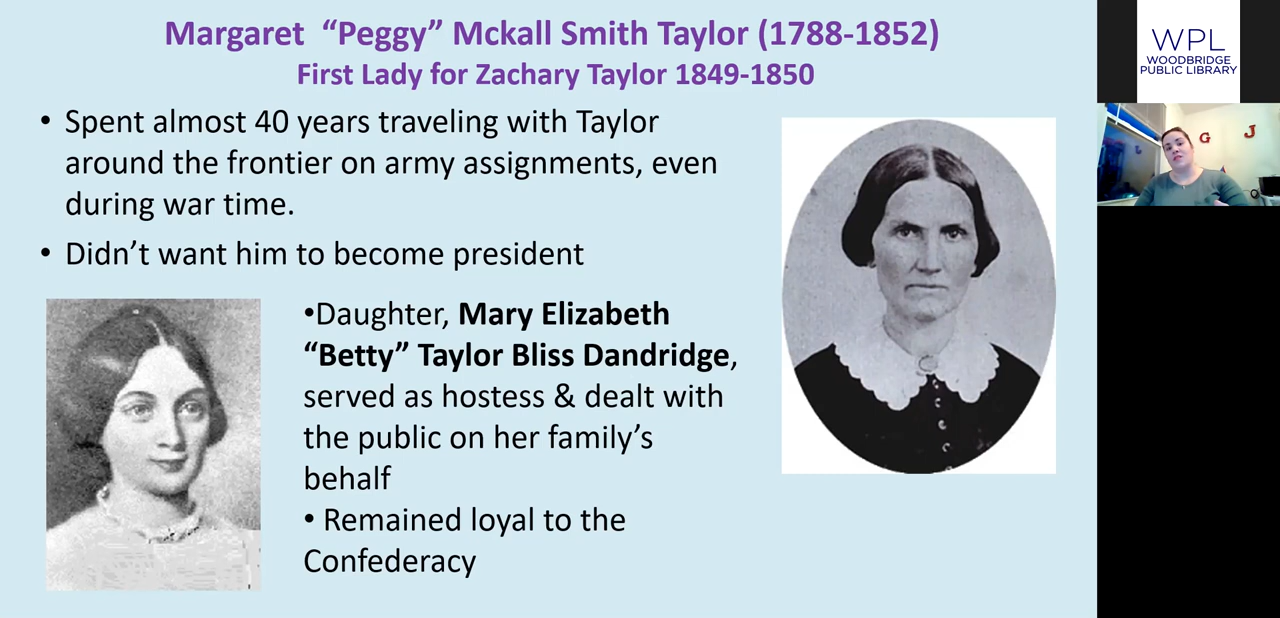 Margaret “Peggy” Mckall Smith Taylor (1788-1852)
First Lady for Zachary Taylor 1849-1850
• Spent almost 40 years traveling with Taylor
around the frontier on army assignments, even
during war time.
• Didn’t want him to become president
•Daughter, Mary Elizabeth
“Betty” Taylor Bliss Dandridge,
served as hostess & dealt with
the public on her family’s
behalf
• Remained loyal to the
Confederacy
WPL
WOODBRIDGE
PUBLIC LIBRARY
G J